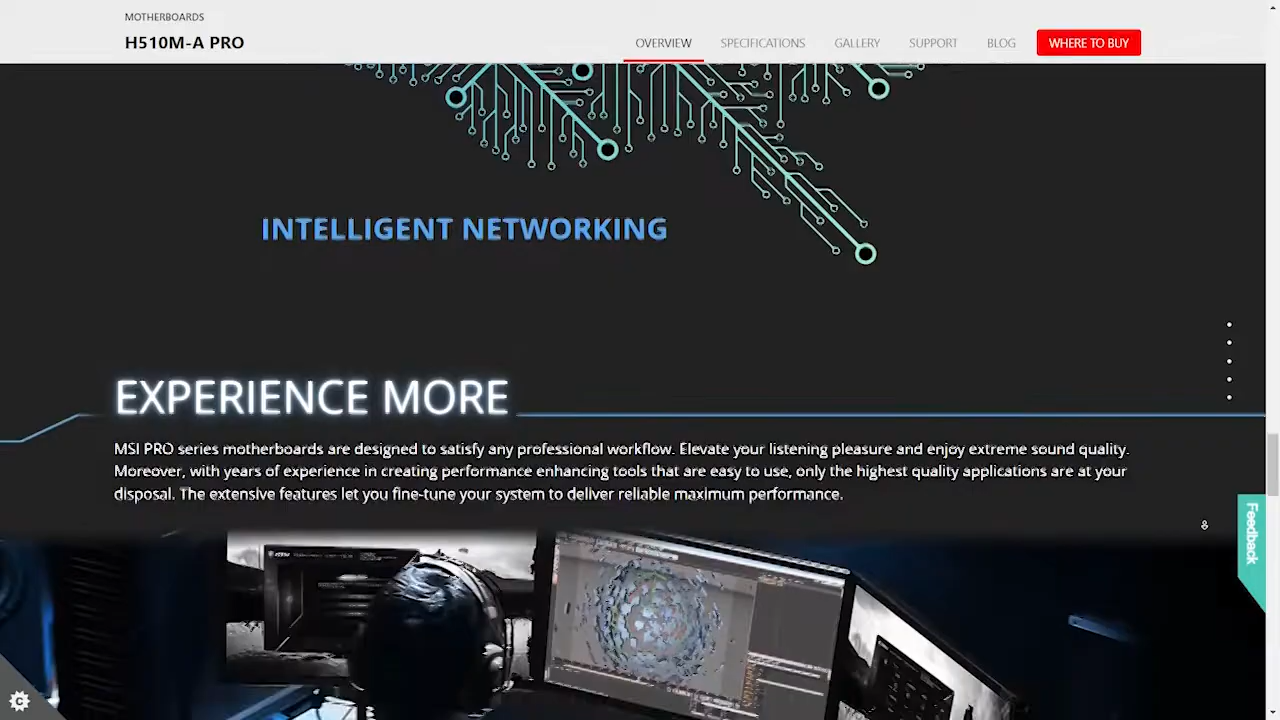 MOTHERBOARDS
H510M-A PRO
OVERVIEW
SPECIFICATIONS
GALLERY
SUPPORT
BLOG
WHERE TO BUY
INTELLIGENT NETWORKING
EXPERIENCE MORE
MSI PRO series motherboards are designed to satisfy any professional workflow. Elevate your listening pleasure and enjoy extreme sound quality.
Moreover, with years of experience in creating performance enhancing tools that are easy to use, only the highest quality applications are at your
disposal. The extensive features let you fine-tune your system to deliver reliable maximum performance.
Feedback